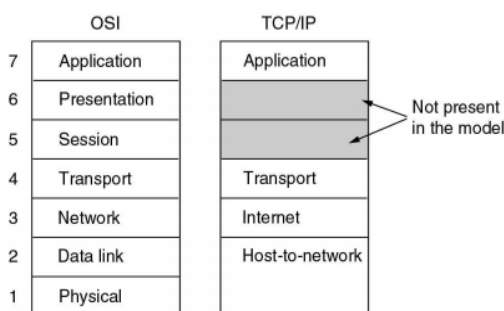 OSI TCP/IP
7 Application Application
6 Presentation
5 Session
Not present
in the model
4 Transport Transport
3 Network Internet
2 Data link Host-to-network
1 Physical